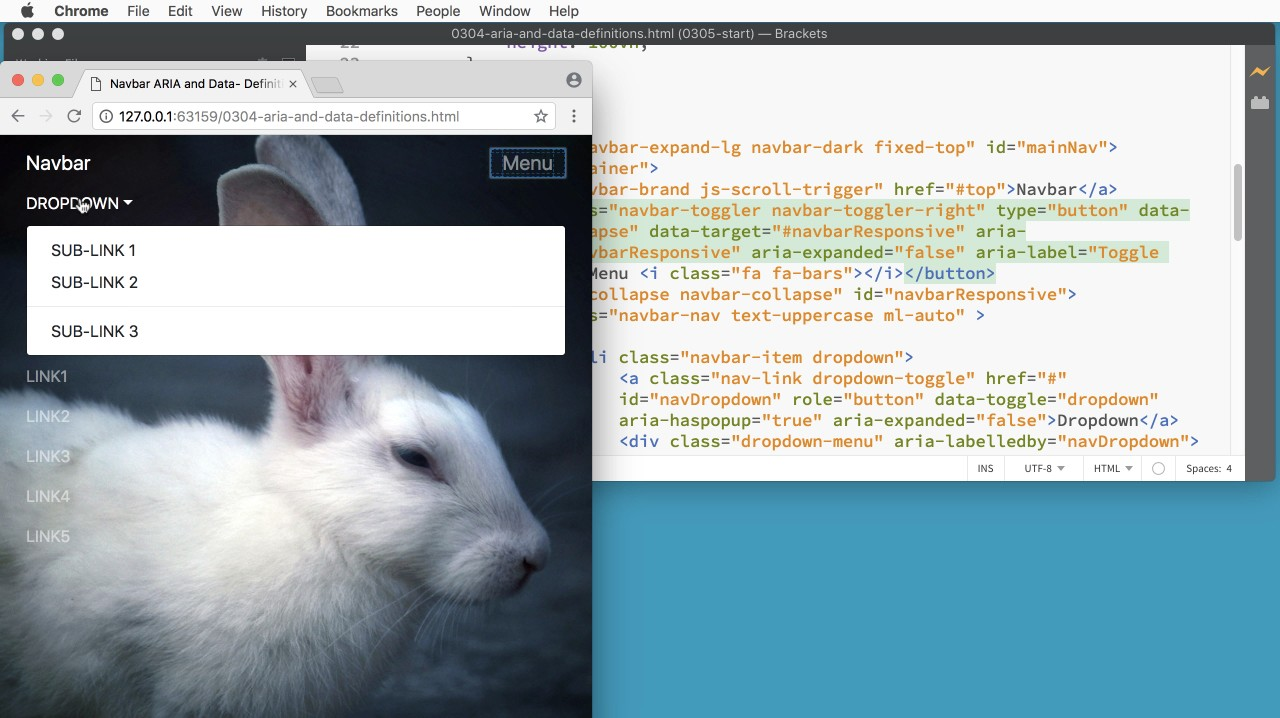 Chrome File Edit View History Bookmarks People Window Help
0304-aria-and-data-definitions.html (0305-start) — Brackets
Navbar ARIA and Data- Definit
127.0.0.1:63159/0304-aria-and-data-definitions.html
Navbar
Menu
DROPDOWN
SUB-LINK 1
SUB-LINK 2
SUB-LINK 3
LINK1
LINK2
LINK3
LINK4
LINK5
avbar-expand-lg navbar-dark fixed-top" id="mainNav">
ainer">
vbar-brand js-scroll-trigger" href="#top">Navbar</a>
s="navbar-toggler navbar-toggler-right" type="button" data-
apse" data-target="#navbarResponsive" aria-
vbarResponsive" aria-expanded="false" aria-label="Toggle
Menu <i class="fa fa-bars"></i></button>
collapse navbar-collapse" id="navbarResponsive">
s="navbar-nav text-uppercase ml-auto" >
li class="navbar-item dropdown">
<a class="nav-link dropdown-toggle" href="#"
id="navDropdown" role="button" data-toggle="dropdown"
aria-haspopup="true" aria-expanded="false">Dropdown</a>
<div class="dropdown-menu" aria-labelledby="navDropdown">
INS UTF-8 HTML Spaces: 4